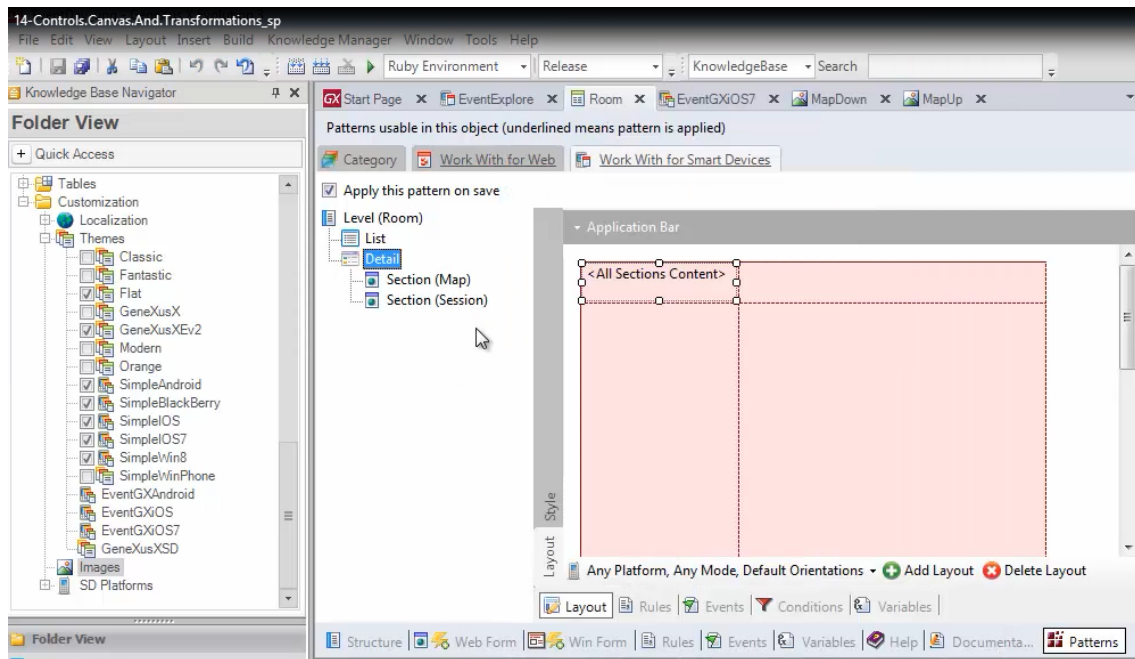 14-Controls.Canvas.And.Transformations_sp
File Edit View Layout Insert Build Knowledge Manager Window Tools Help
Ruby Environment Release KnowledgeBase Search
Knowledge Base Navigator
Folder View
Quick Access
Tables
Customization
Localization
Themes
Classic
Fantastic
Flat
GeneXusX
GeneXusXEv2
Modern
Orange
SimpleAndroid
SimpleBlackBerry
SimpleIOS
SimpleIOS7
SimpleWin8
SimpleWinPhone
EventGXAndroid
EventGXiOS
EventGXiOS7
GeneXusXSD
Images
SD Platforms
Folder View
GX Start Page EventExplore Room EventGXiOS7 MapDown MapUp
Patterns usable in this object (underlined means pattern is applied)
Category Work With for Web Work With for Smart Devices
Apply this pattern on save
Level (Room)
List
Detail
Section (Map)
Section (Session)
Application Bar
<All Sections Content>
Style
Layout
Any Platform, Any Mode, Default Orientations Add Layout Delete Layout
Layout Rules Events Conditions Variables
Structure Web Form Win Form Rules Events Variables Help Documenta... Patterns